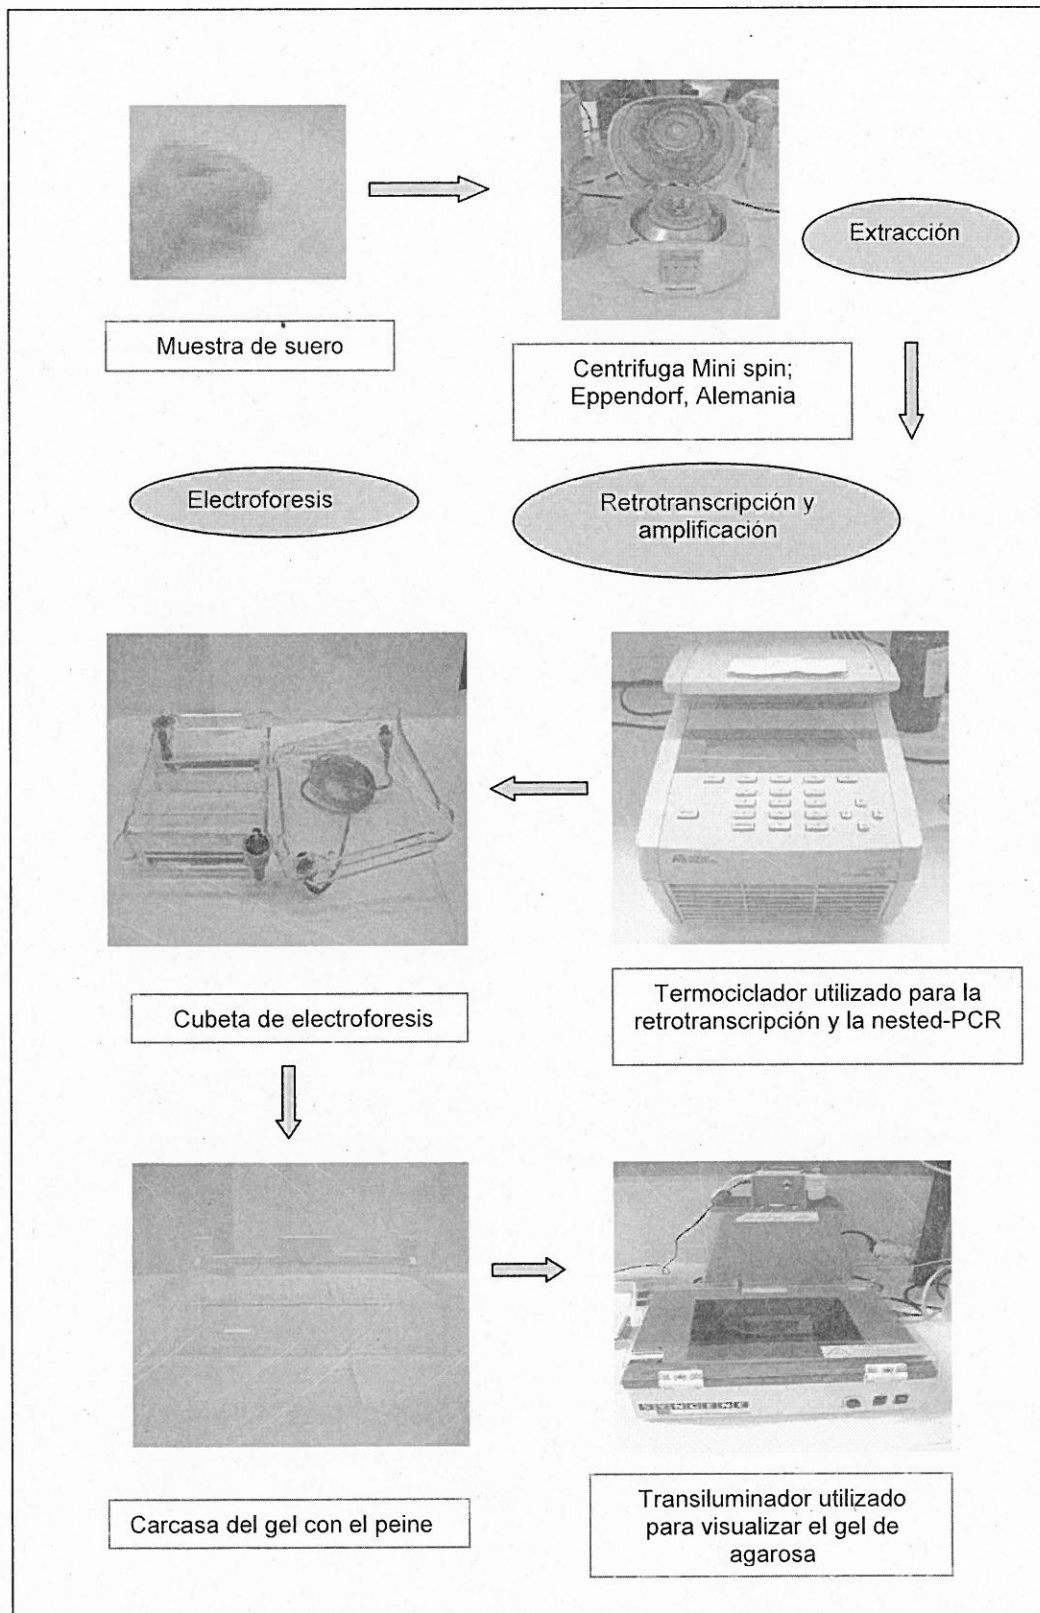 Muestra de suero
Centrifuga Mini spin;
Eppendorf, Alemania
Extracción
Electroforesis
Retrotranscripción y
amplificación
Cubeta de electroforesis
Termociclador utilizado para la
retrotranscripción y la nested-PCR
SYNGENE
Carcasa del gel con el peine
Transiluminador utilizado
para visualizar el gel de
agarosa